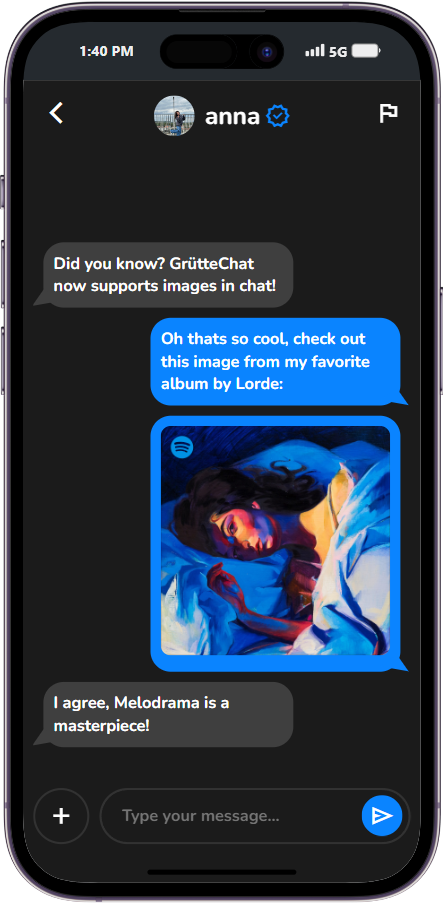 1:40 PM
5G
anna
Did you know? GrütteChat
now supports images in chat!
Oh thats so cool, check out
this image from my favorite
album by Lorde:
I agree, Melodrama is a
masterpiece!
Type your message...